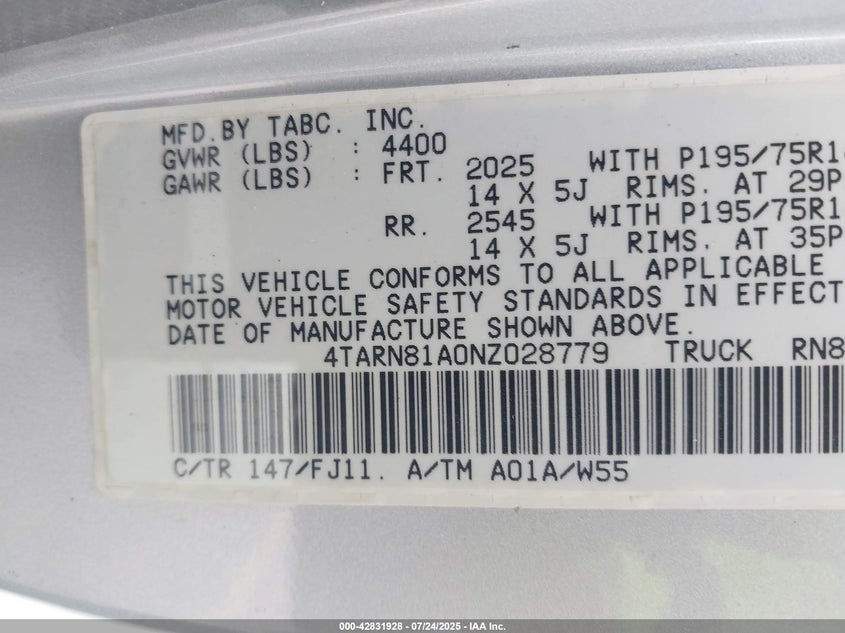 MFD.BY TABC. INC.
GVWR (LBS) : 4400
GAWR (LBS) : FRT. 2025 WITH P195/75R1
14 X 5J RIMS. AT 29P
RR. 2545 WITH P195/75R1
14 X 5J RIMS. AT 35P
THIS VEHICLE CONFORMS TO ALL APPLICABLE
MOTOR VEHICLE SAFETY STANDARDS IN EFFECT
DATE OF MANUFACTURE SHOWN ABOVE.
4TARN81A0NZ028779 TRUCK RN8
C/TR 147/FJ11. A/TM A01A/W55
000-42831928 - 07/24/2025 - IAA Inc.